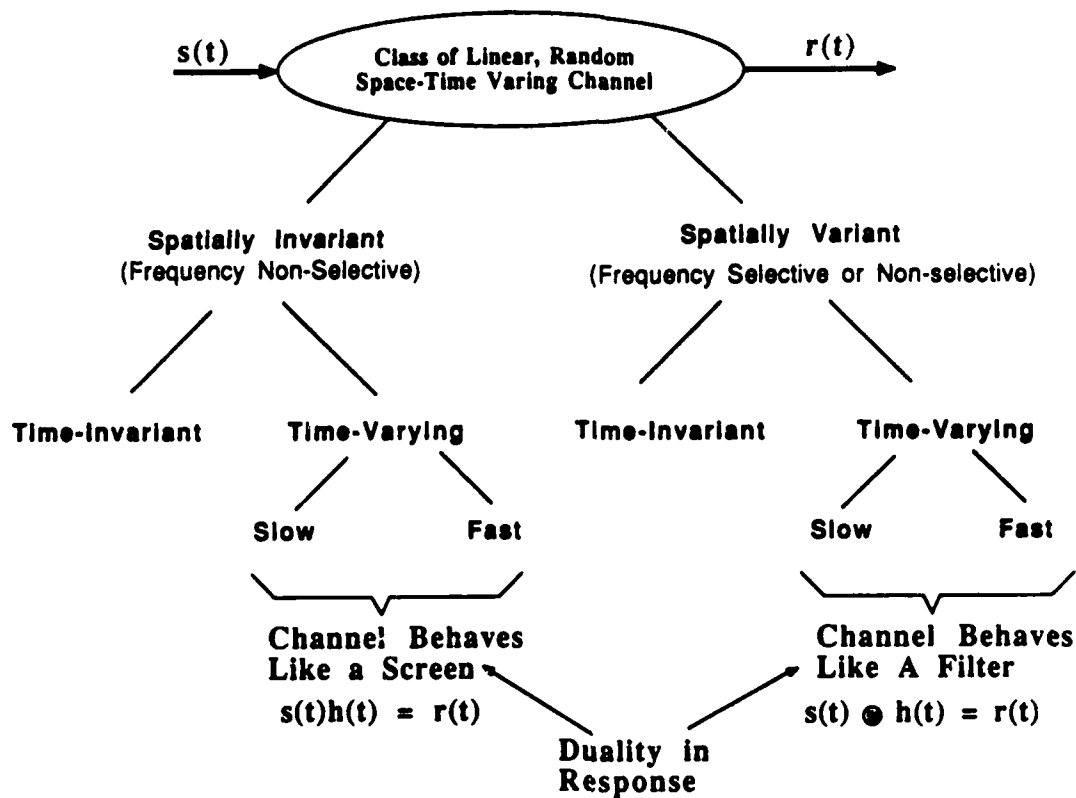 s(t)
Class of Linear, Random
Space-Time Varing Channel
r(t)
Spatially Invariant
(Frequency Non-Selective)
Spatially Variant
(Frequency Selective or Non-selective)
Time-Invariant
Time-Varying
Time-Invariant
Time-Varying
Slow
Fast
Slow
Fast
Channel Behaves
Like a Screen
s(t)h(t) = r(t)
Channel Behaves
Like A Filter
s(t) ⊛ h(t) = r(t)
Duality in
Response